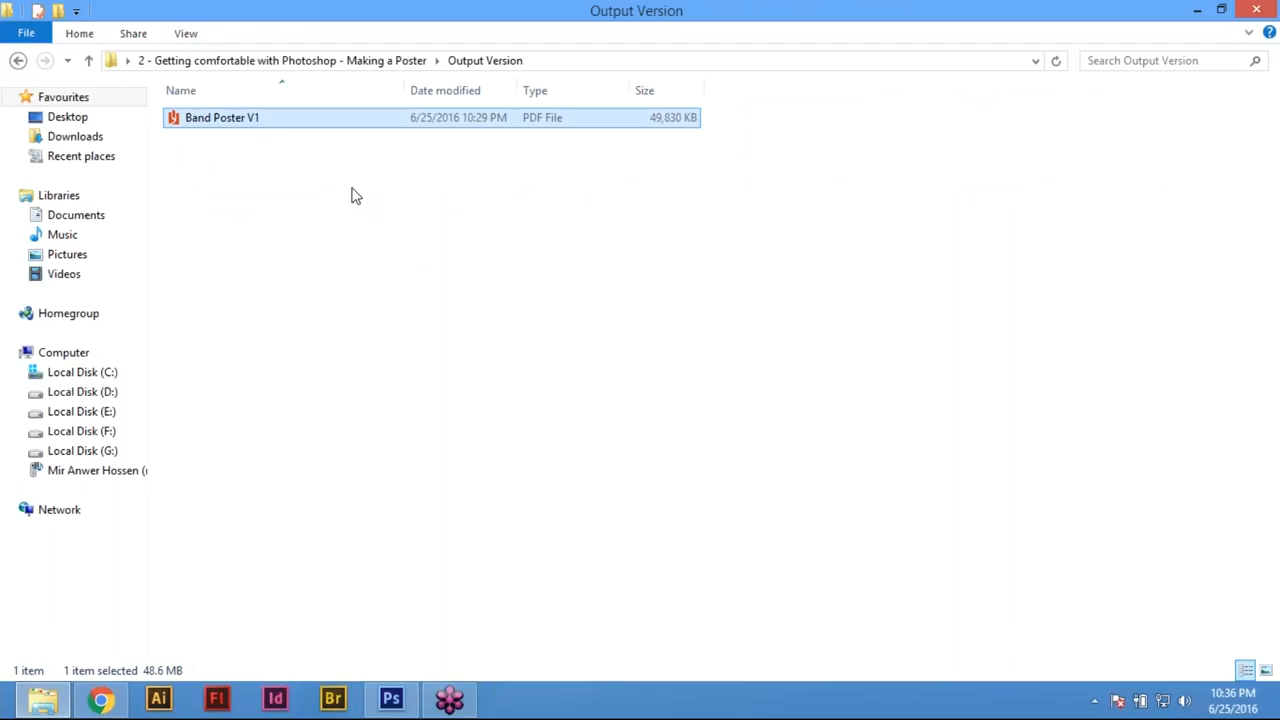 Output Version
File Home Share View
2 - Getting comfortable with Photoshop - Making a Poster Output Version Search Output Version
Name Date modified Type Size
Band Poster V1 6/25/2016 10:29 PM PDF File 49,830 KB
Favourites
Desktop
Downloads
Recent places
Libraries
Documents
Music
Pictures
Videos
Homegroup
Computer
Local Disk (C:)
Local Disk (D:)
Local Disk (E:)
Local Disk (F:)
Local Disk (G:)
Mir Anwer Hossen (
Network
1 item 1 item selected 48.6 MB
Ai Fl Id Br Ps
10:36 PM
6/25/2016